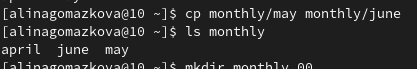 [alinagomazkova@10 ~]$ cp monthly/may monthly/june
[alinagomazkova@10 ~]$ ls monthly
april  june  may
[alinagomazkova@10 ~]$ mkdir monthly.00